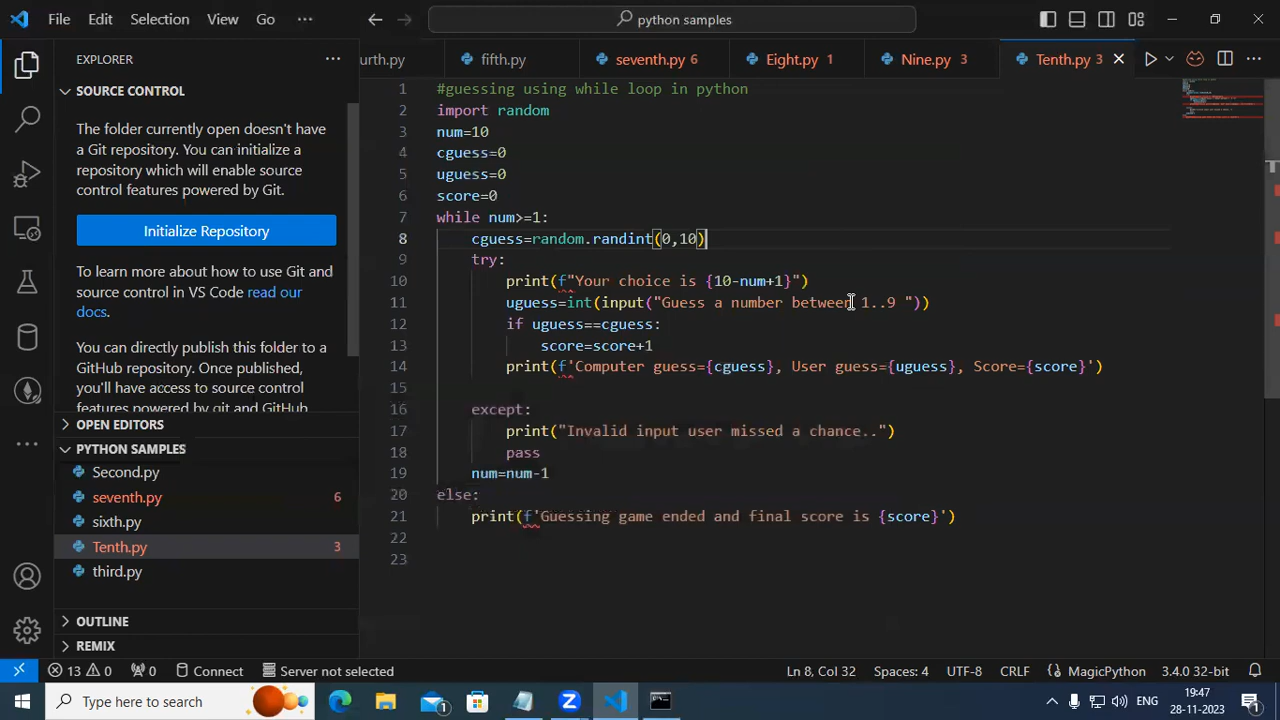 File Edit Selection View Go ··· python samples
EXPLORER ···
urth.py fifth.py seventh.py 6 Eight.py 1 Nine.py 3 Tenth.py 3
SOURCE CONTROL
The folder currently open doesn't have
a Git repository. You can initialize a
repository which will enable source
control features powered by Git.
Initialize Repository
To learn more about how to use Git and
source control in VS Code read our
docs.
You can directly publish this folder to a
GitHub repository. Once published,
you'll have access to source control
features powered by git and GitHub
OPEN EDITORS
PYTHON SAMPLES
Second.py
seventh.py 6
sixth.py
Tenth.py 3
third.py
OUTLINE
REMIX
1 #guessing using while loop in python
2 import random
3 num=10
4 cguess=0
5 uguess=0
6 score=0
7 while num>=1:
8 cguess=random.randint(0,10)
9 try:
10 print(f"Your choice is {10-num+1}")
11 uguess=int(input("Guess a number between 1..9 "))
12 if uguess==cguess:
13 score=score+1
14 print(f'Computer guess={cguess}, User guess={uguess}, Score={score}')
15
16 except:
17 print("Invalid input user missed a chance..")
18 pass
19 num=num-1
20 else:
21 print(f'Guessing game ended and final score is {score}')
22
23
13 0 0 Connect Server not selected Ln 8, Col 32 Spaces: 4 UTF-8 CRLF MagicPython 3.4.0 32-bit
Type here to search 1 ENG 19:47 28-11-2023 1